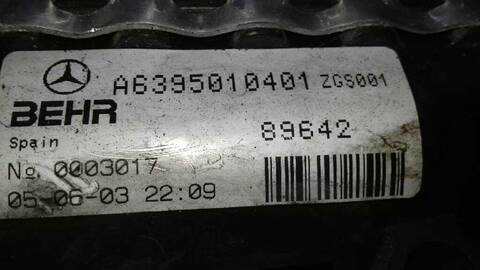 A6395010401 ZGS001
BEHR 89642
Spain
No. 0003017
05-06-03 22:09